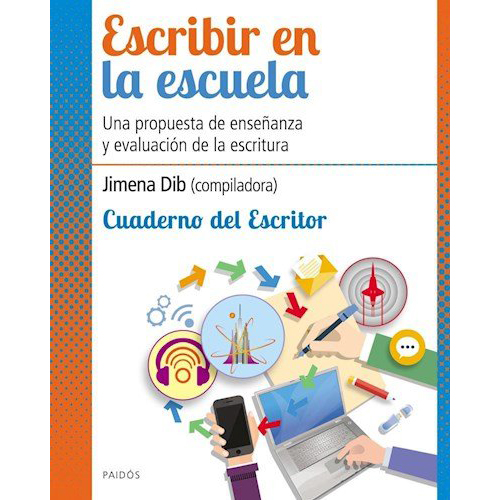 Escribir en
la escuela
Una propuesta de enseñanza
y evaluación de la escritura
Jimena Dib (compiladora)
Cuaderno del Escritor
PAIDÓS